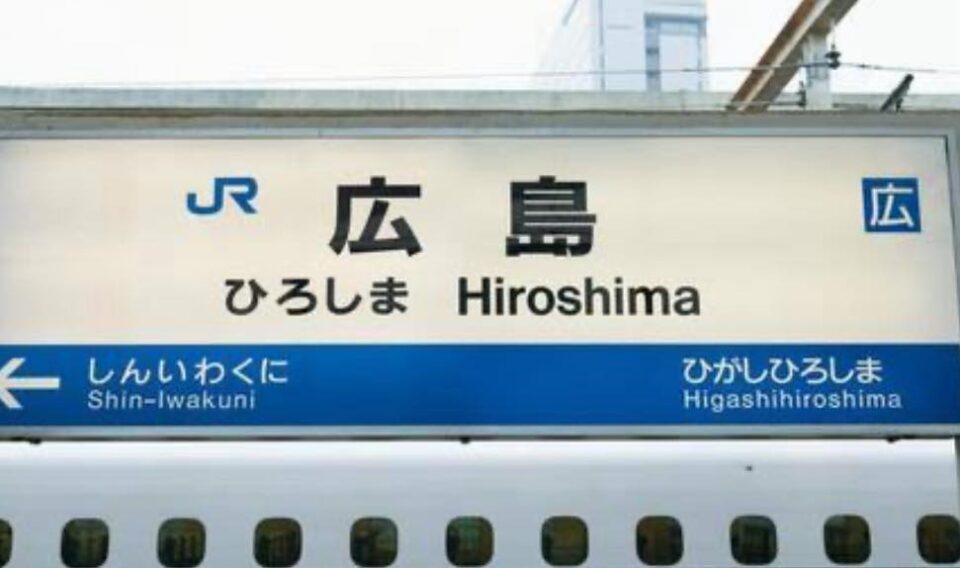 JR 広島 広
ひろしま Hiroshima
← しんいわくに ひがしひろしま
Shin-Iwakuni Higashihiroshima